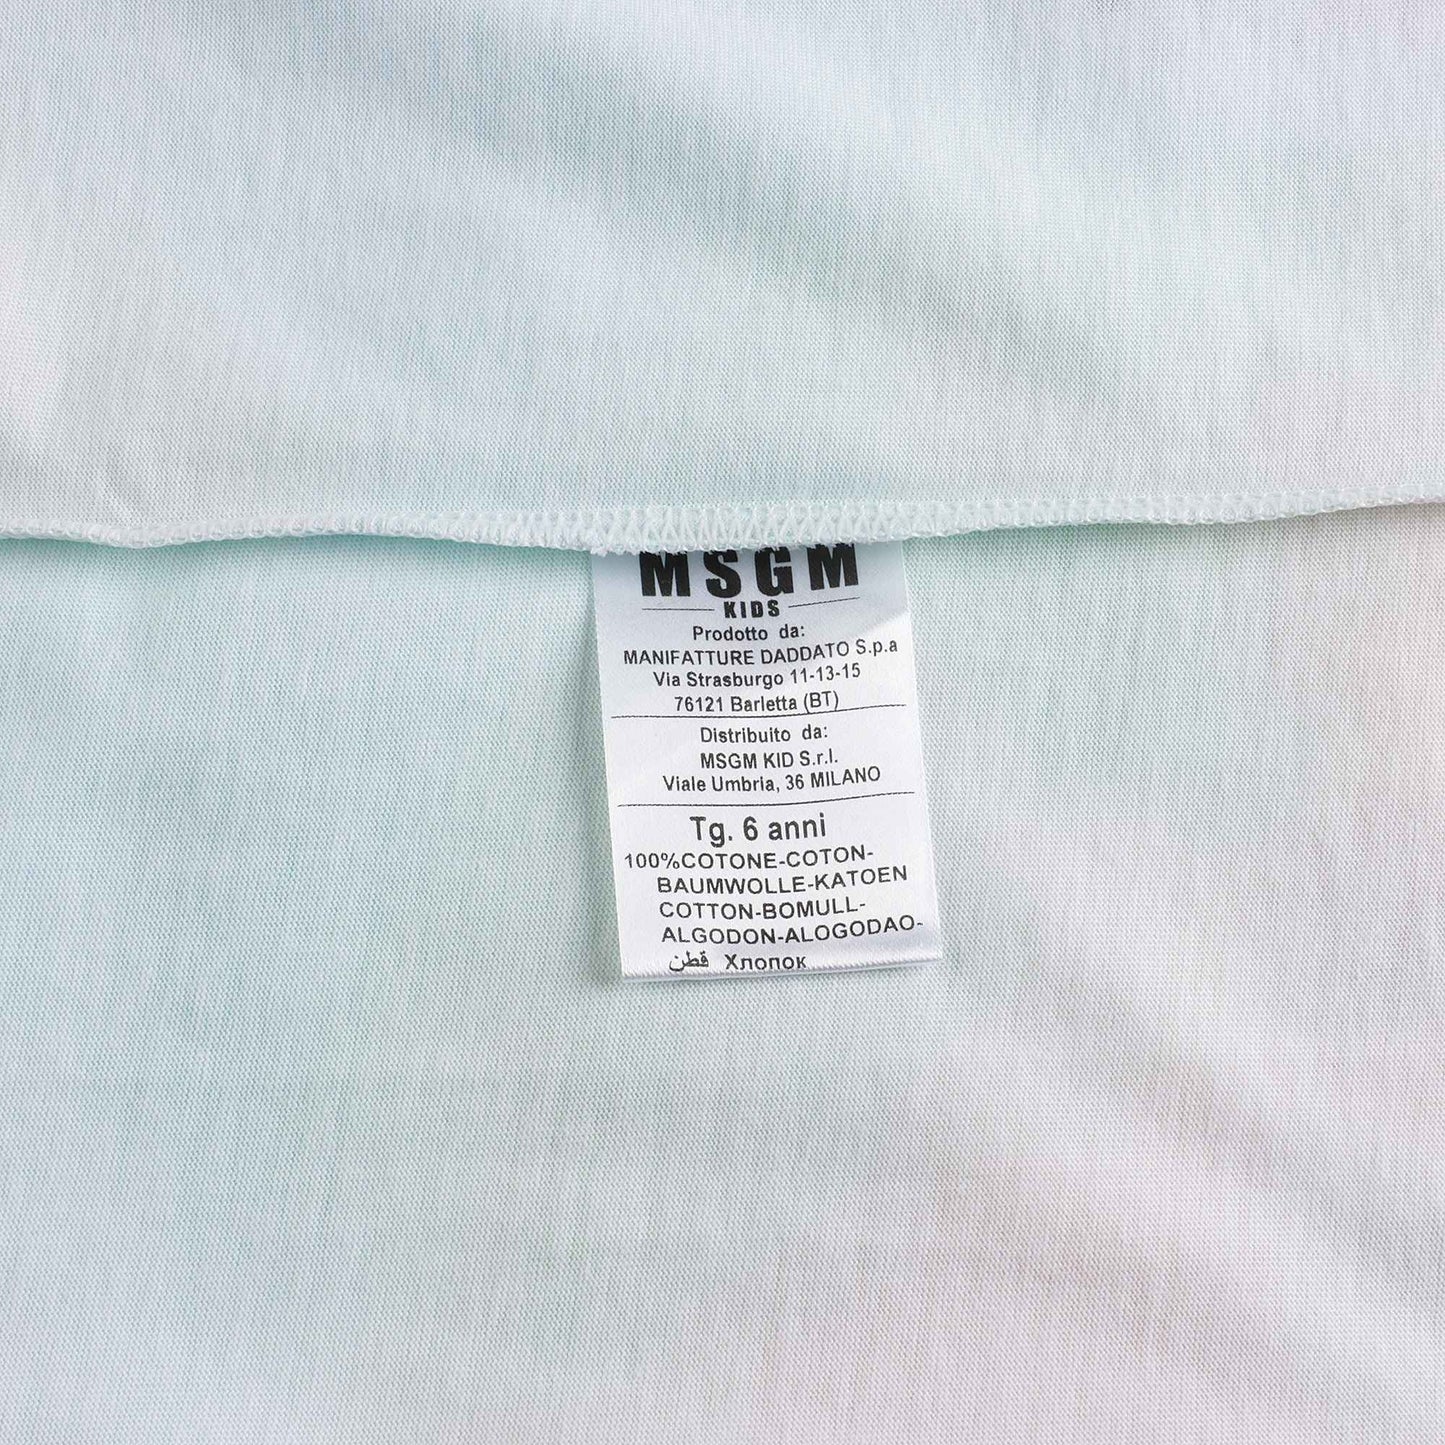 MSGM
KIDS
Prodotto da:
MANIFATTURE DADDATO S.p.a
Via Strasburgo 11-13-15
76121 Barletta (BT)
Distribuito da:
MSGM KID S.r.l.
Viale Umbria, 36 MILANO
Tg. 6 anni
100%COTONE-COTON-
BAUMWOLLE-KATOEN
COTTON-BOMULL-
ALGODON-ALOGODAO-
قطن Хлопок